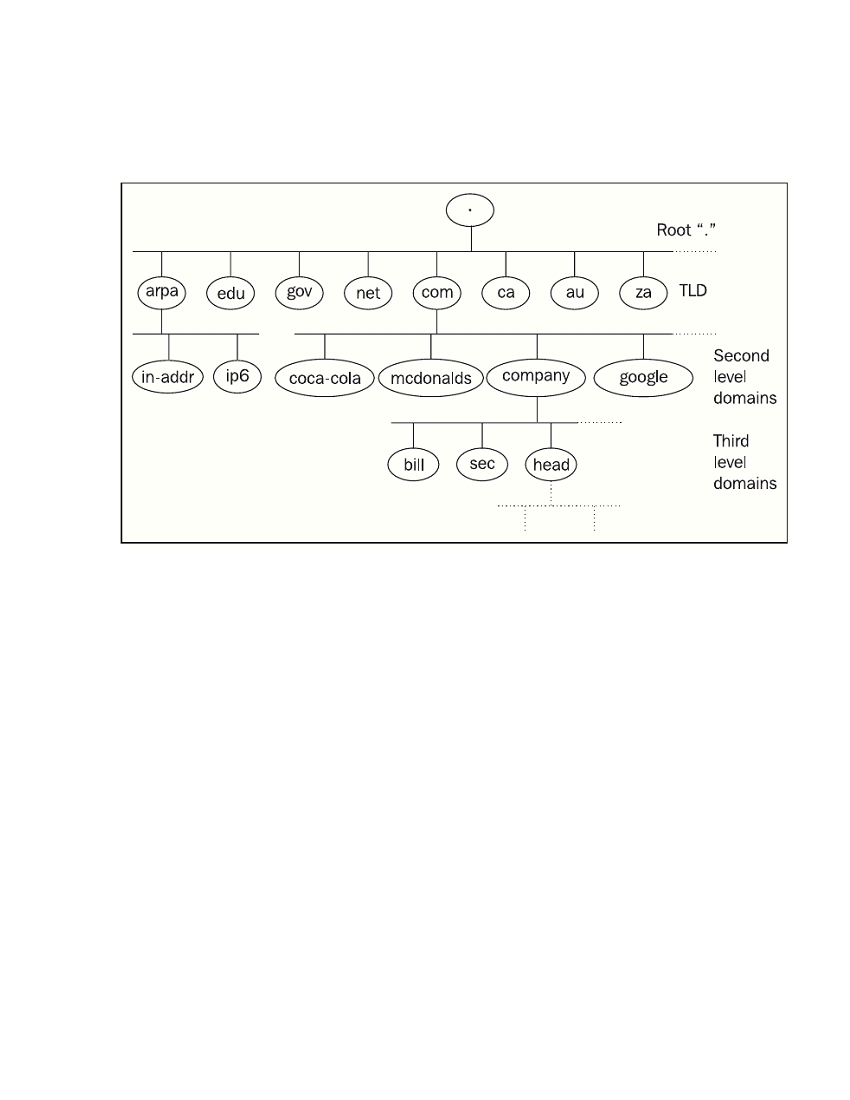 .
Root “.”
arpa edu gov net com ca au za TLD
in-addr ip6 coca-cola mcdonalds company google
Second
level
domains
bill sec head
Third
level
domains